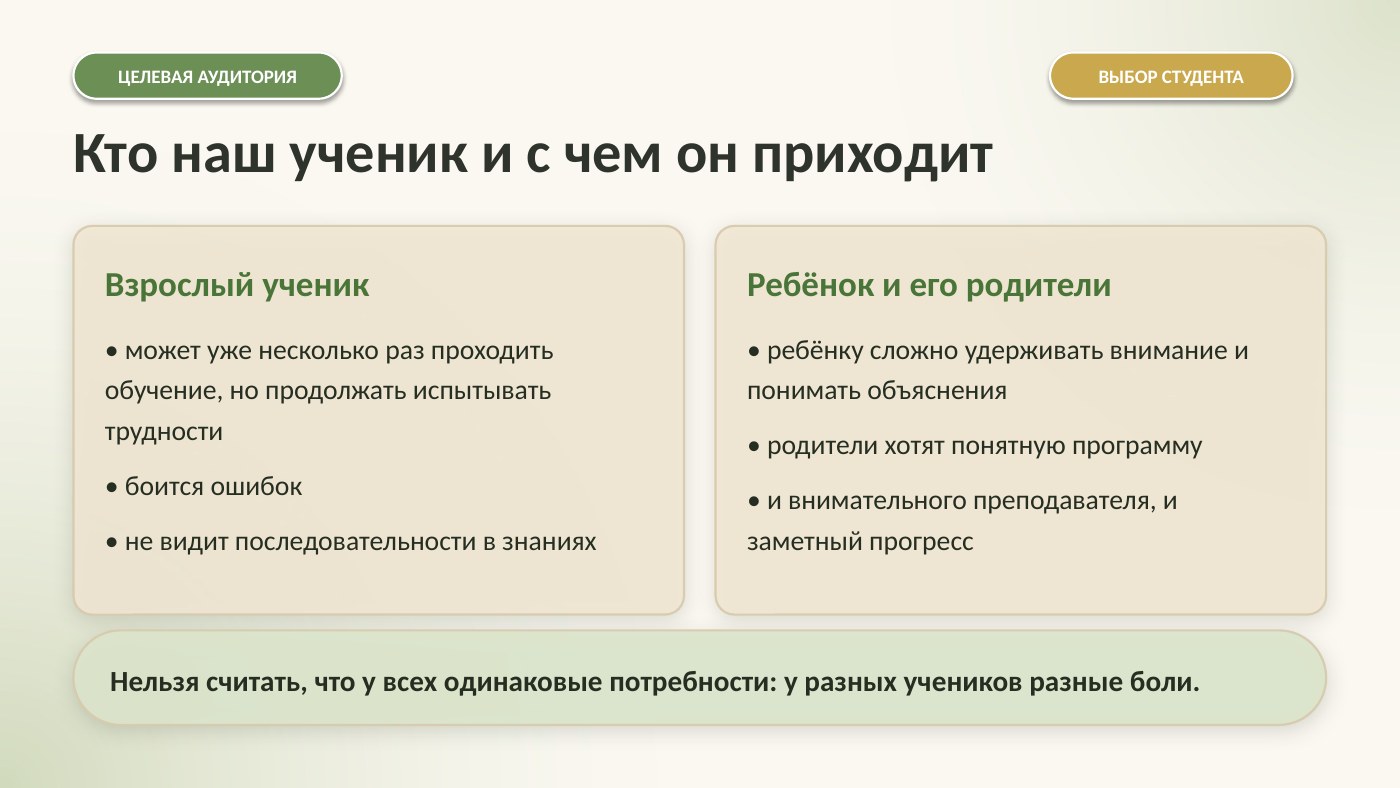 ЦЕЛЕВАЯ АУДИТОРИЯ
ВЫБОР СТУДЕНТА
Кто наш ученик и с чем он приходит
Взрослый ученик
• может уже несколько раз проходить
обучение, но продолжать испытывать
трудности
• боится ошибок
• не видит последовательности в знаниях
Ребёнок и его родители
• ребёнку сложно удерживать внимание и
понимать объяснения
• родители хотят понятную программу
• и внимательного преподавателя, и
заметный прогресс
Нельзя считать, что у всех одинаковые потребности: у разных учеников разные боли.